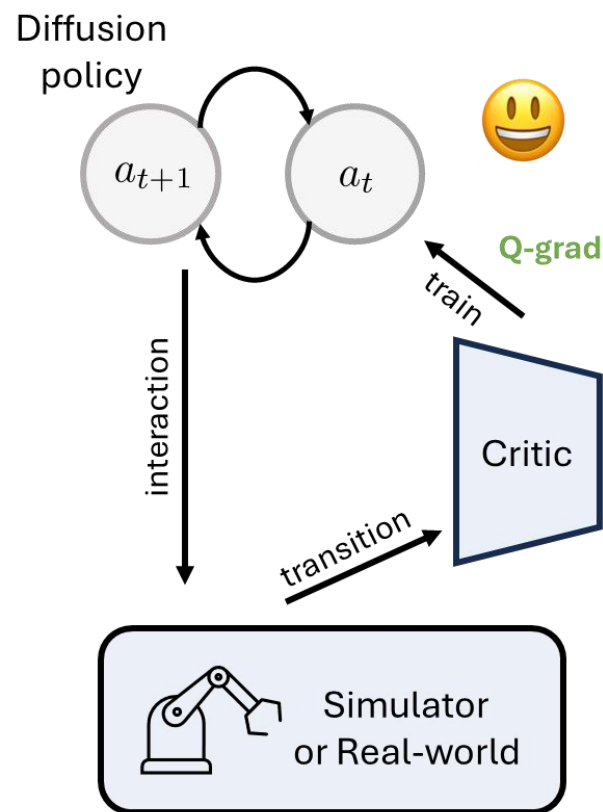 Diffusion
policy
a_{t+1}
a_t
Q-grad
train
interaction
Critic
transition
Simulator
or Real-world